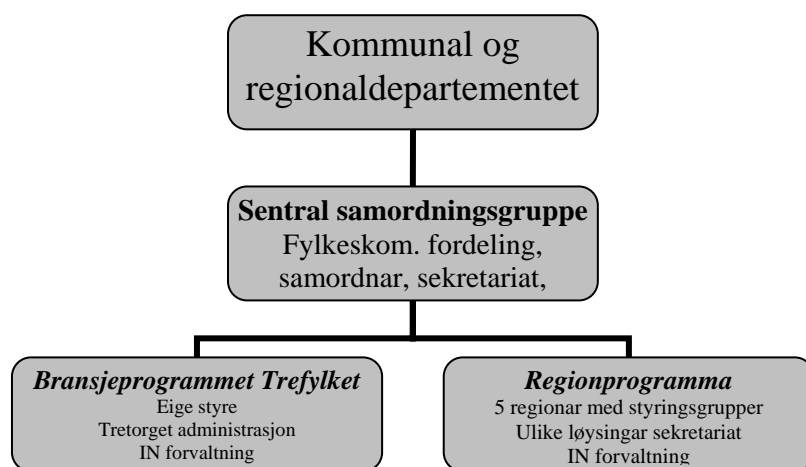 Kommunal og
regionaldepartementet
Sentral samordningsgruppe
Fylkeskom. fordeling,
samordnar, sekretariat,
Bransjeprogrammet Trefylket
Eige styre
Tretorget administrasjon
IN forvaltning
Regionprogramma
5 regionar med styringsgrupper
Ulike løysingar sekretariat
IN forvaltning